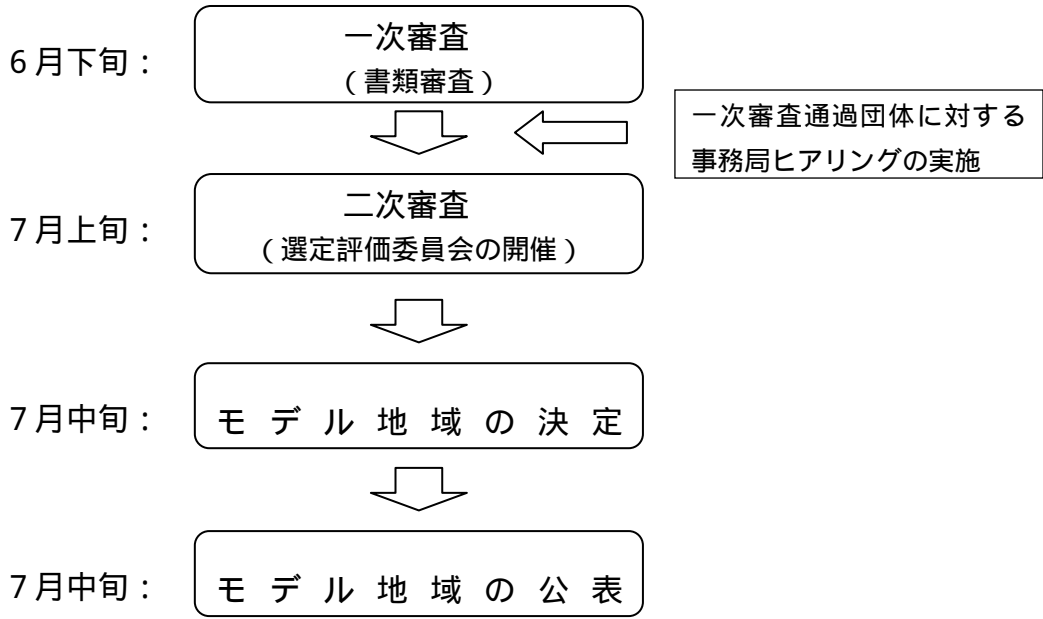 6月下旬：
一次審査
（書類審査）
一次審査通過団体に対する
事務局ヒアリングの実施
7月上旬：
二次審査
（選定評価委員会の開催）
7月中旬：
モデル地域の決定
7月中旬：
モデル地域の公表